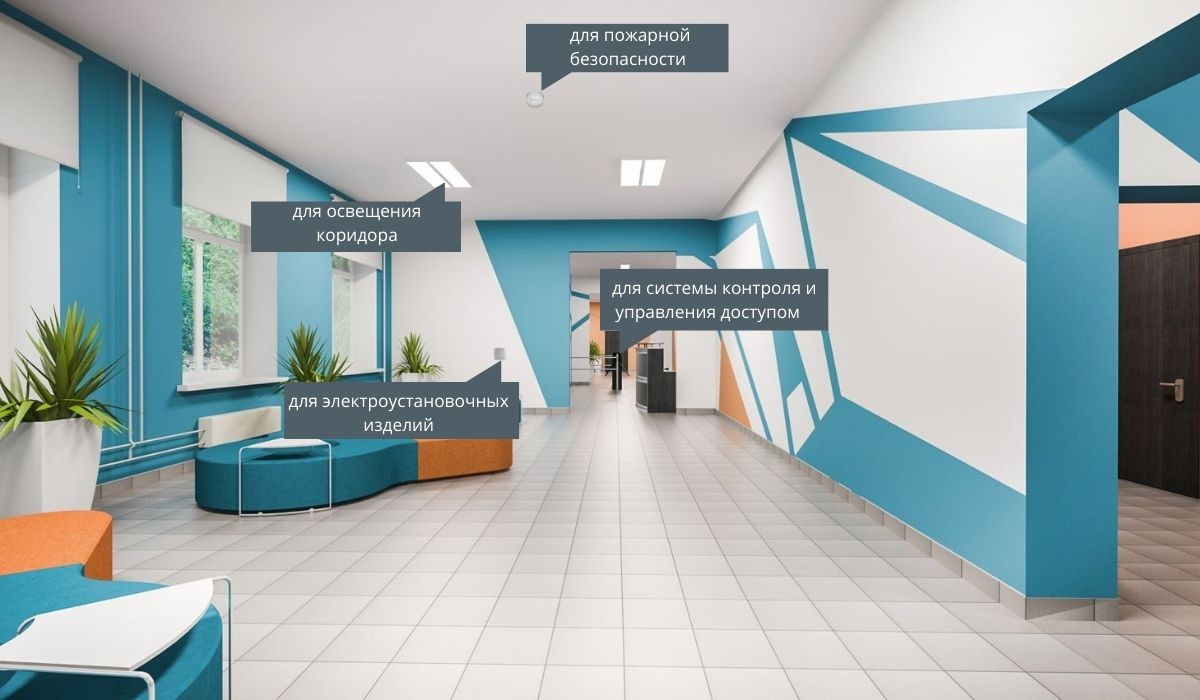 для пожарной
безопасности
для освещения
коридора
для системы контроля и
управления доступом
для электроустановочных
изделий